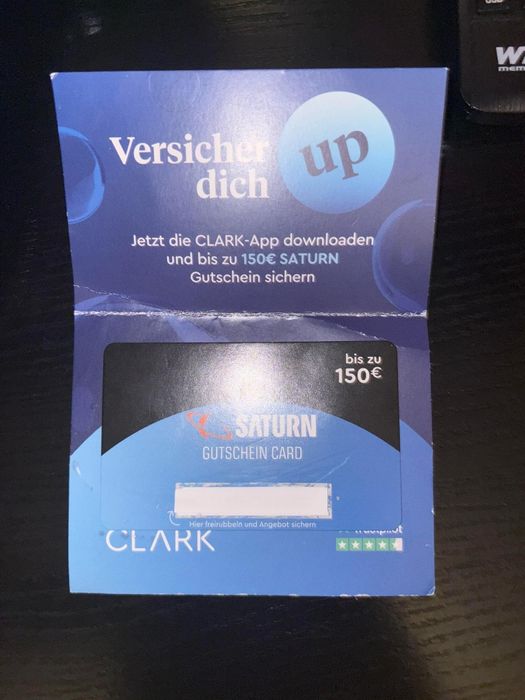 Versicher up
dich
Jetzt die CLARK-App downloaden
und bis zu 150€ SATURN
Gutschein sichern
bis zu
150€
SATURN
GUTSCHEIN CARD
Hier freirubbeln und Angebot sichern
CLARK
Trustpilot